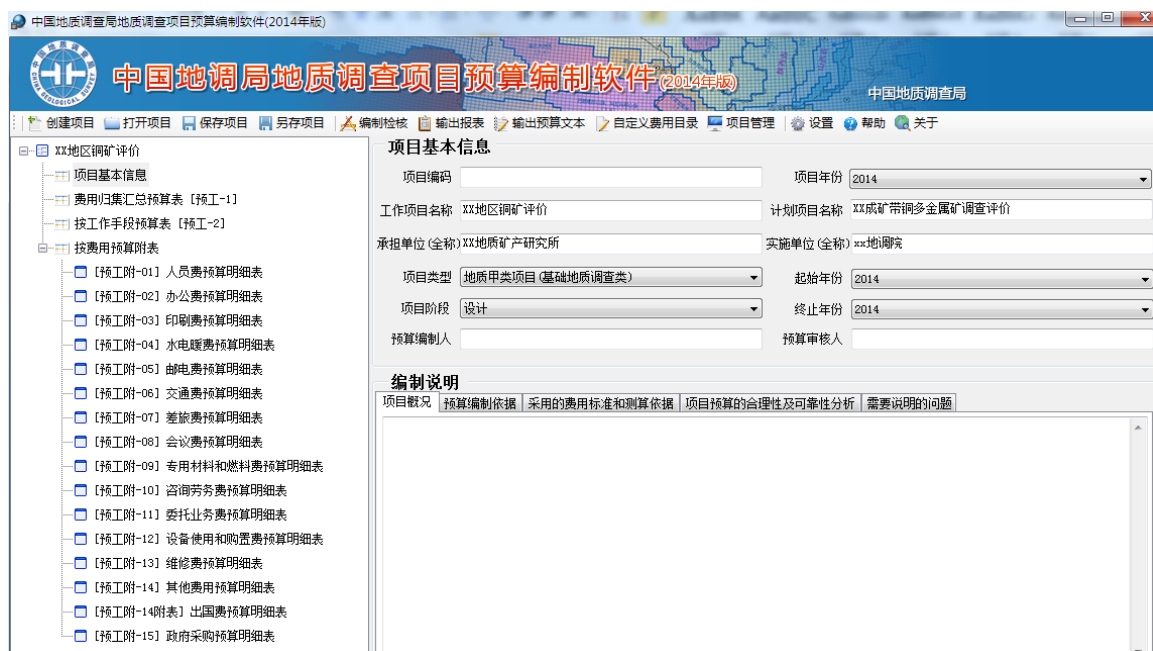 中国地质调查局地质调查项目预算编制软件(2014年版)
中国地调局地质调查项目预算编制软件(2014年版)
中国地质调查局
创建项目 打开项目 保存项目 另存项目 编制检核 输出报表 输出预算文本 自定义费用目录 项目管理 设置 帮助 关于
XX地区铜矿评价
项目基本信息
费用归集汇总预算表 [预工-1]
按工作手段预算表 [预工-2]
按费用预算附表
[预工附-01] 人员费预算明细表
[预工附-02] 办公费预算明细表
[预工附-03] 印刷费预算明细表
[预工附-04] 水电暖费预算明细表
[预工附-05] 邮电费预算明细表
[预工附-06] 交通费预算明细表
[预工附-07] 差旅费预算明细表
[预工附-08] 会议费预算明细表
[预工附-09] 专用材料和燃料费预算明细表
[预工附-10] 咨询劳务费预算明细表
[预工附-11] 委托业务费预算明细表
[预工附-12] 设备使用和购置费预算明细表
[预工附-13] 维修费预算明细表
[预工附-14] 其他费用预算明细表
[预工附-14附表] 出国费预算明细表
[预工附-15] 政府采购预算明细表
项目基本信息
项目编码 项目年份 2014
工作项目名称 XX地区铜矿评价 计划项目名称 XX成矿带铜多金属矿调查评价
承担单位(全称) XX地质矿产研究所 实施单位(全称) xx地调院
项目类型 地质甲类项目(基础地质调查类) 起始年份 2014
项目阶段 设计 终止年份 2014
预算编制人 预算审核人
编制说明
项目概况 预算编制依据 采用的费用标准和测算依据 项目预算的合理性及可靠性分析 需要说明的问题